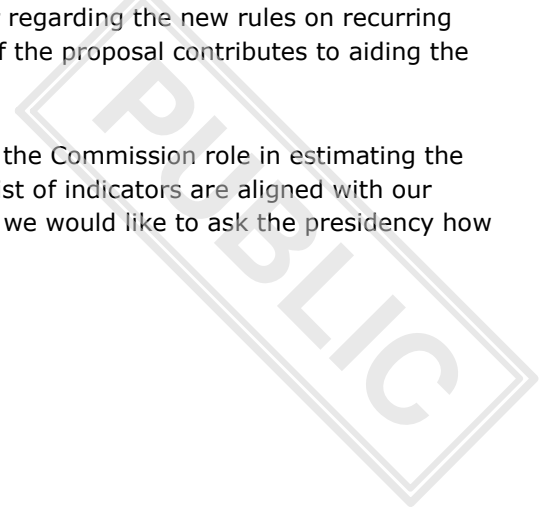 regarding the new rules on recurring
f the proposal contributes to aiding the
the Commission role in estimating the
ist of indicators are aligned with our
we would like to ask the presidency how
PUBLIC